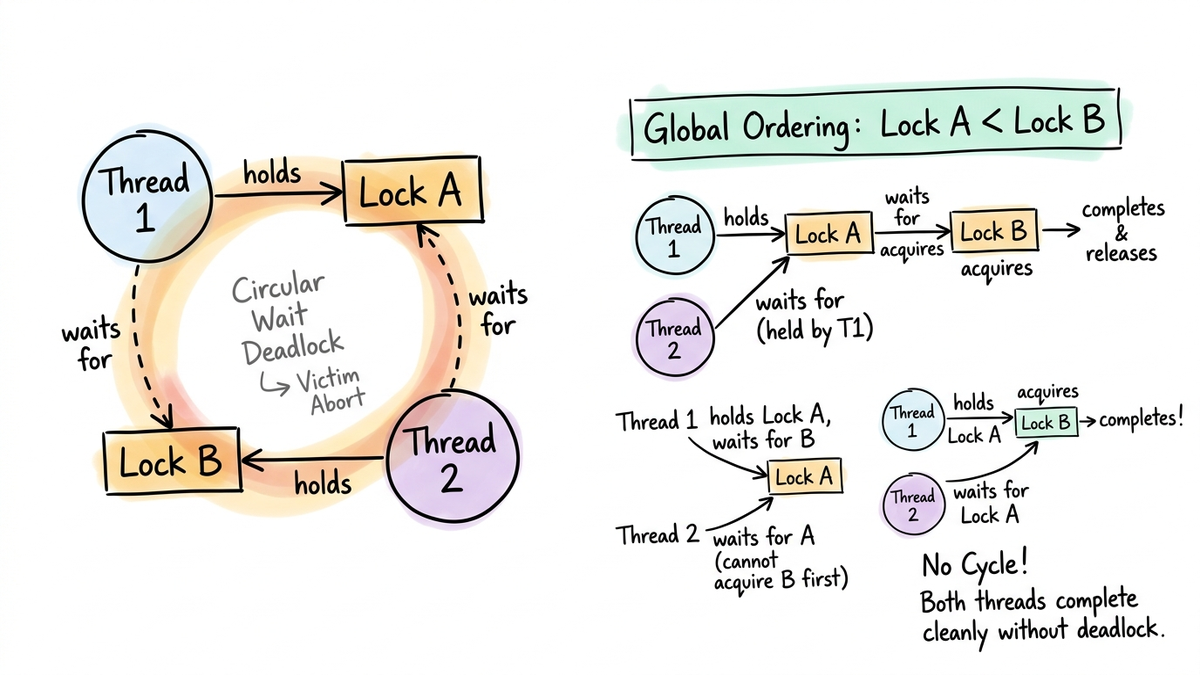 Thread
1
holds
Lock A
waits
for
Circular
Wait
Deadlock
↳ Victim
Abort
waits
for
Lock B
holds
Thread
2
Global Ordering: Lock A < Lock B
Thread
1
holds
Lock A
waits
for
acquires
Lock B
acquires
completes
&
releases
Thread
2
waits for
(held by T1)
Thread 1 holds Lock A,
waits for B
Lock A
Thread 2 waits for A
(cannot
acquire B first)
Thread
1
holds
Lock A
acquires
Lock B
completes!
Thread
2
waits for
Lock A
No Cycle!
Both threads complete
cleanly without deadlock.